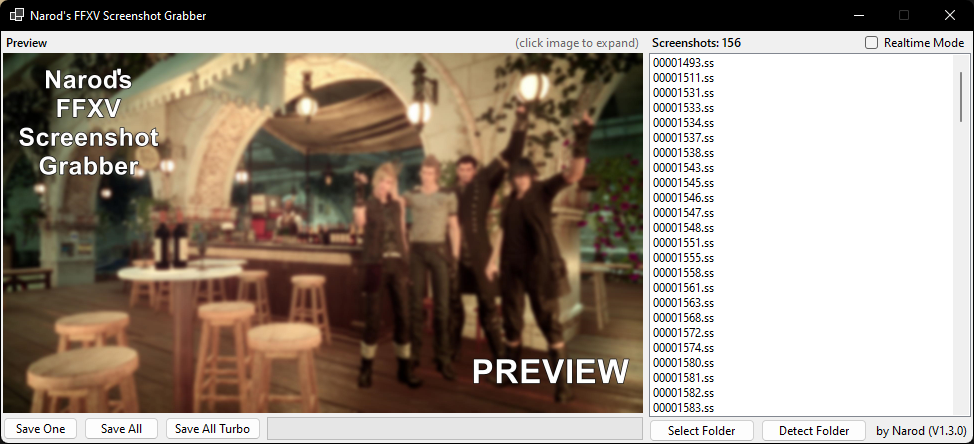 Narod's FFXV Screenshot Grabber
Preview
(click image to expand)
Narod's
FFXV
Screenshot
Grabber
PREVIEW
Save One
Save All
Save All Turbo
Screenshots: 156
Realtime Mode
00001493.ss
00001511.ss
00001531.ss
00001533.ss
00001534.ss
00001537.ss
00001538.ss
00001543.ss
00001545.ss
00001546.ss
00001547.ss
00001548.ss
00001551.ss
00001555.ss
00001558.ss
00001561.ss
00001563.ss
00001568.ss
00001572.ss
00001574.ss
00001580.ss
00001581.ss
00001582.ss
00001583.ss
Select Folder
Detect Folder
by Narod (V1.3.0)